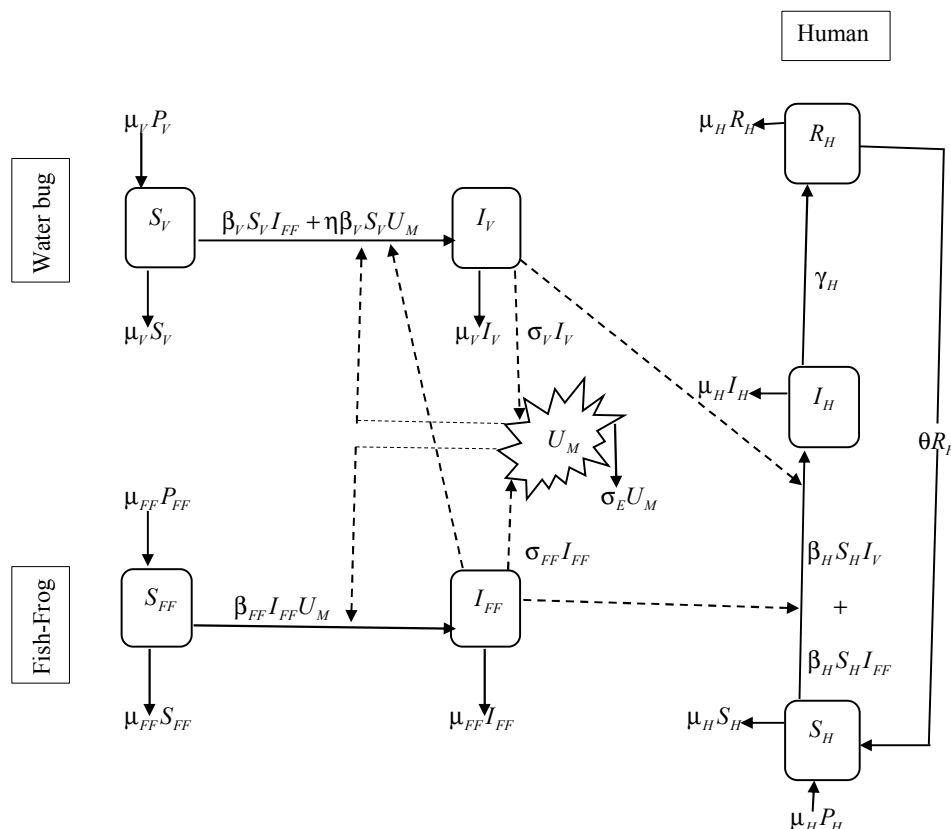 Human
μ_V P_V
μ_H R_H
R_H
Water bug
S_V
β_V S_V I_FF + ηβ_V S_V U_M
I_V
γ_H
μ_V S_V
μ_V I_V
σ_V I_V
μ_H I_H
I_H
U_M
θR_H
μ_FF P_FF
σ_E U_M
σ_FF I_FF
β_H S_H I_V
Fish-Frog
S_FF
β_FF I_FF U_M
I_FF
+
β_H S_H I_FF
μ_FF S_FF
μ_FF I_FF
μ_H S_H
S_H
μ_H P_H